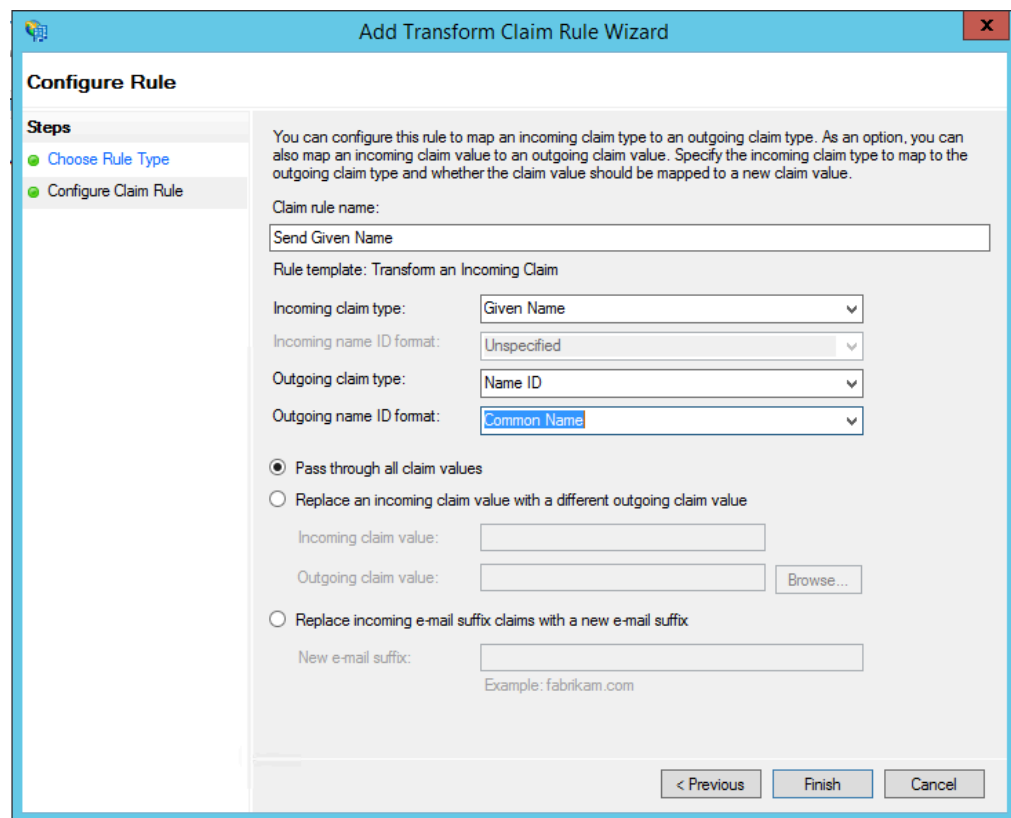 Add Transform Claim Rule Wizard
x
Configure Rule
Steps
Choose Rule Type
Configure Claim Rule
You can configure this rule to map an incoming claim type to an outgoing claim type. As an option, you can
also map an incoming claim value to an outgoing claim value. Specify the incoming claim type to map to the
outgoing claim type and whether the claim value should be mapped to a new claim value.
Claim rule name:
Send Given Name
Rule template: Transform an Incoming Claim
Incoming claim type: Given Name
Incoming name ID format: Unspecified
Outgoing claim type: Name ID
Outgoing name ID format: Common Name
Pass through all claim values
Replace an incoming claim value with a different outgoing claim value
Incoming claim value:
Outgoing claim value: Browse...
Replace incoming e-mail suffix claims with a new e-mail suffix
New e-mail suffix:
Example: fabrikam.com
< Previous Finish Cancel